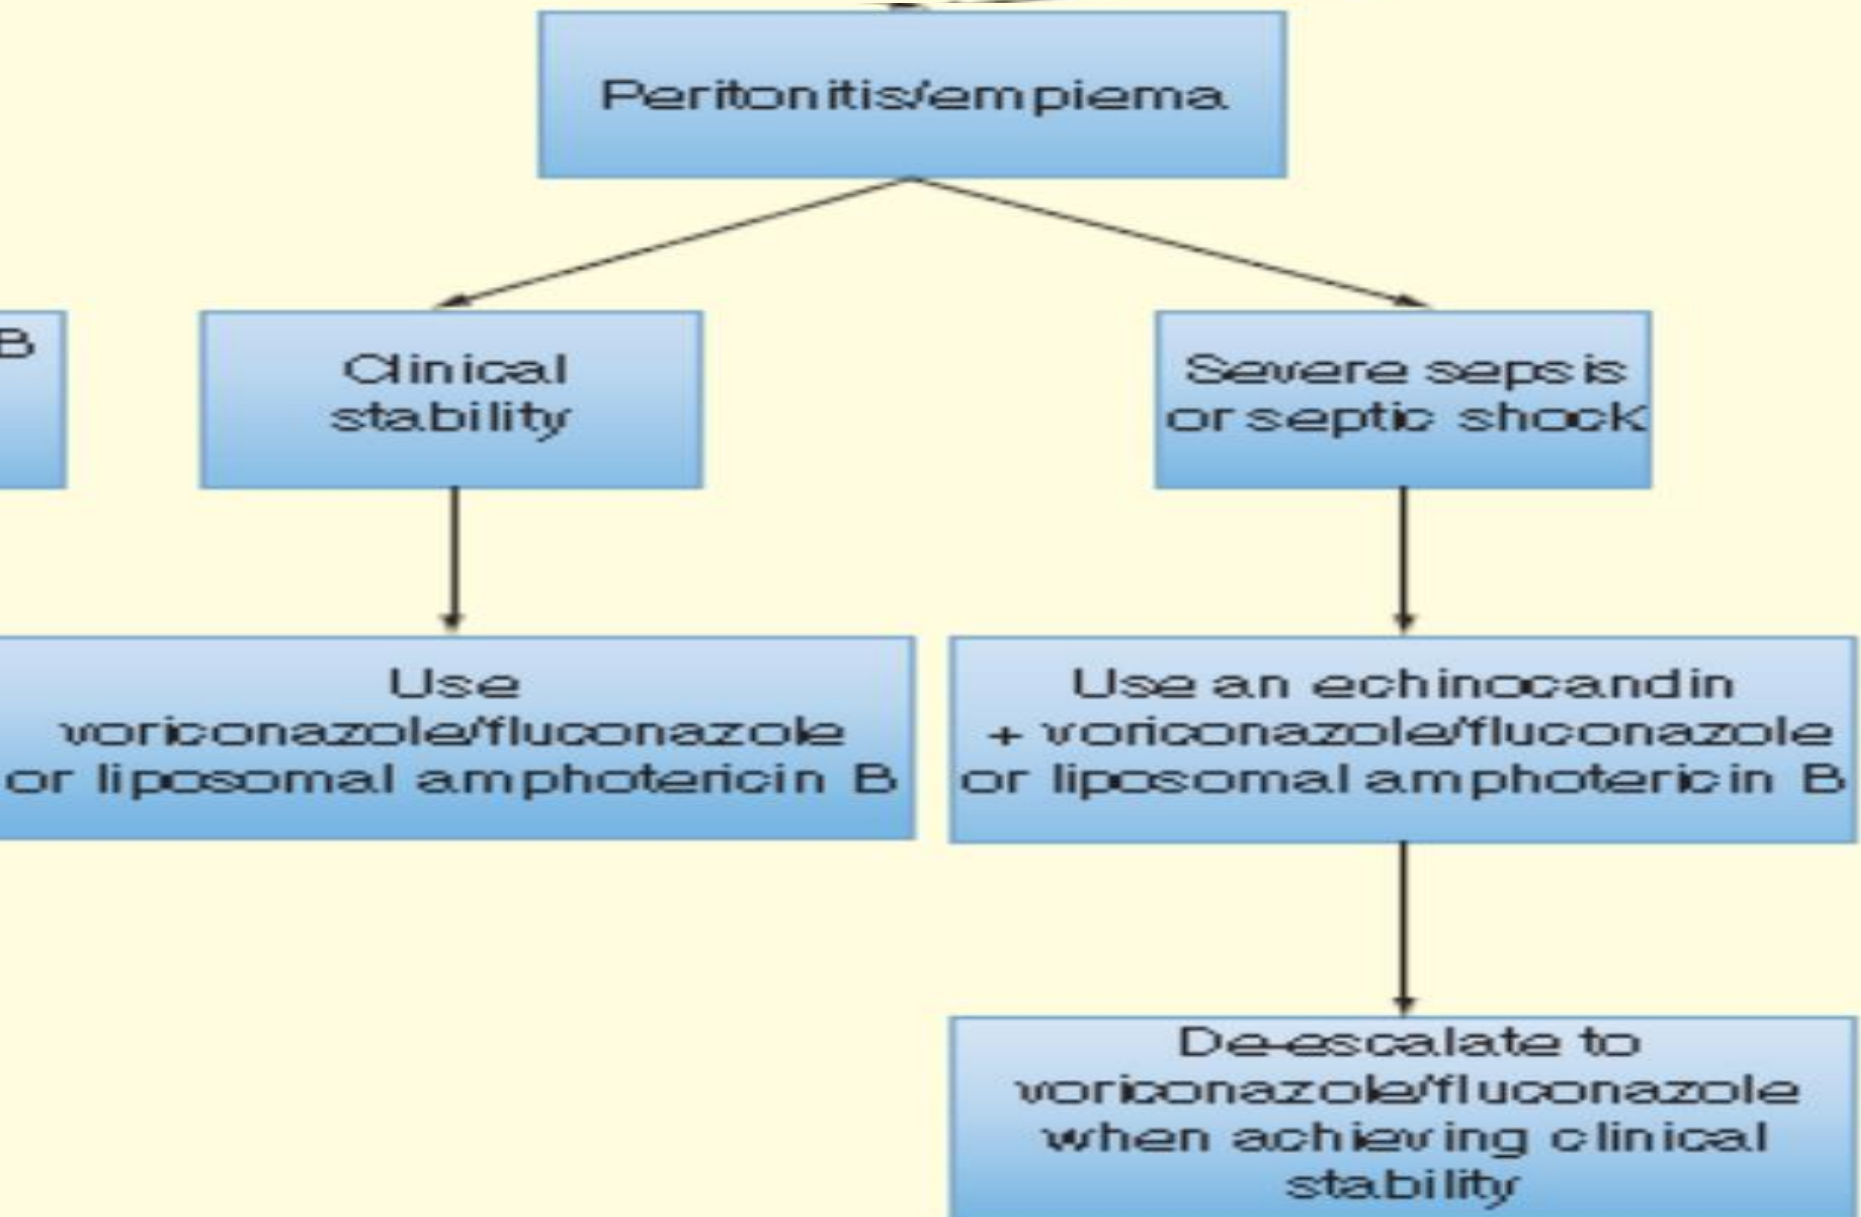 Peritonitis/empiema
B
Clinical
stability
Severe sepsis
or septic shock
Use
voriconazole/fluconazole
or liposomal amphotericin B
Use an echinocandin
+ voriconazole/fluconazole
or liposomal amphotericin B
De-escalate to
voriconazole/fluconazole
when achieving clinical
stability